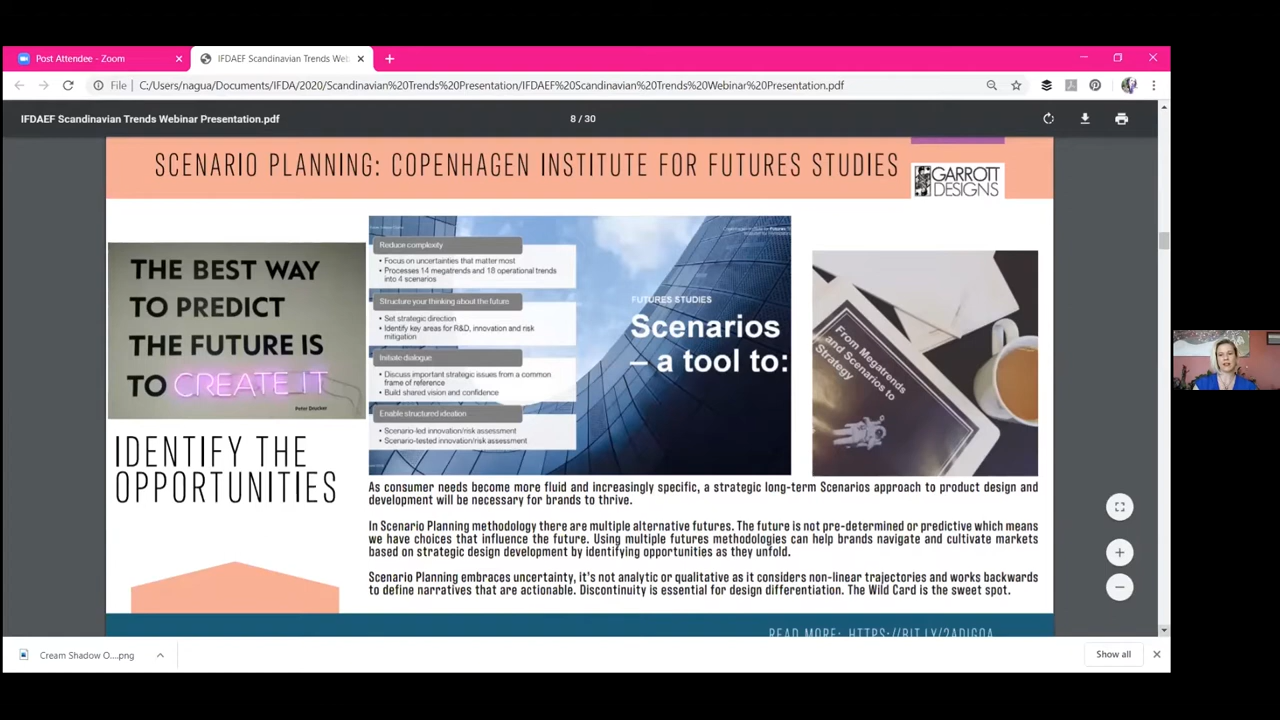 Post Attendee - Zoom
IFDAEF Scandinavian Trends Web
File
C:/Users/nagua/Documents/IFDA/2020/Scandinavian%20Trends%20Presentation/IFDAEF%20Scandinavian%20Trends%20Webinar%20Presentation.pdf
IFDAEF Scandinavian Trends Webinar Presentation.pdf
8 / 30
SCENARIO PLANNING: COPENHAGEN INSTITUTE FOR FUTURES STUDIES
GARROTT
DESIGNS
THE BEST WAY
TO PREDICT
THE FUTURE IS
TO CREATE IT
Peter Drucker
IDENTIFY THE
OPPORTUNITIES
Reduce complexity
• Focus on uncertainties that matter most
• Processes 14 megatrends and 18 operational trends
into 4 scenarios
Structure your thinking about the future
• Set strategic direction
• Identify key areas for R&D, innovation and risk
mitigation
Initiate dialogue
• Discuss important strategic issues from a common
frame of reference
• Build shared vision and confidence
Enable structured ideation
• Scenario-led innovation/risk assessment
• Scenario-tested innovation/risk assessment
FUTURES STUDIES
Scenarios
– a tool to:
From Megatrends
and Scenarios to
Strategy
As consumer needs become more fluid and increasingly specific, a strategic long-term Scenarios approach to product design and
development will be necessary for brands to thrive.
In Scenario Planning methodology there are multiple alternative futures. The future is not pre-determined or predictive which means
we have choices that influence the future. Using multiple futures methodologies can help brands navigate and cultivate markets
based on strategic design development by identifying opportunities as they unfold.
Scenario Planning embraces uncertainty, it's not analytic or qualitative as it considers non-linear trajectories and works backwards
to define narratives that are actionable. Discontinuity is essential for design differentiation. The Wild Card is the sweet spot.
READ MORE:
Cream Shadow O....png
Show all